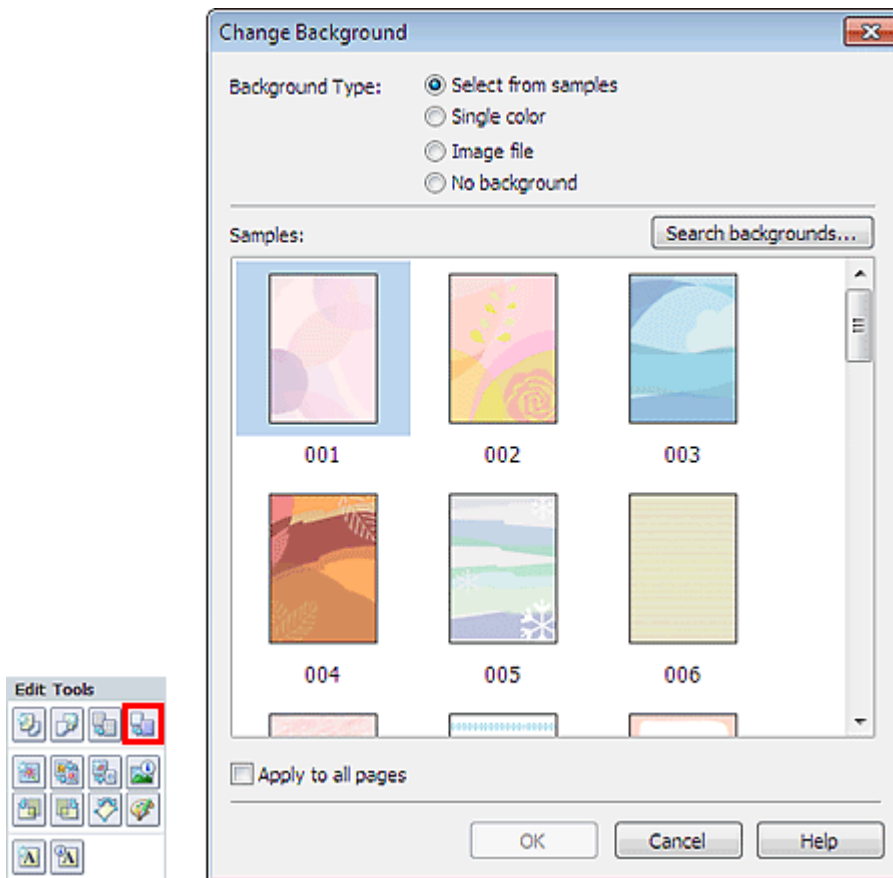 Change Background
Background Type:
Select from samples
Single color
Image file
No background
Samples:
Search backgrounds...
001 002 003
004 005 006
Edit Tools
Apply to all pages
A A
OK Cancel Help